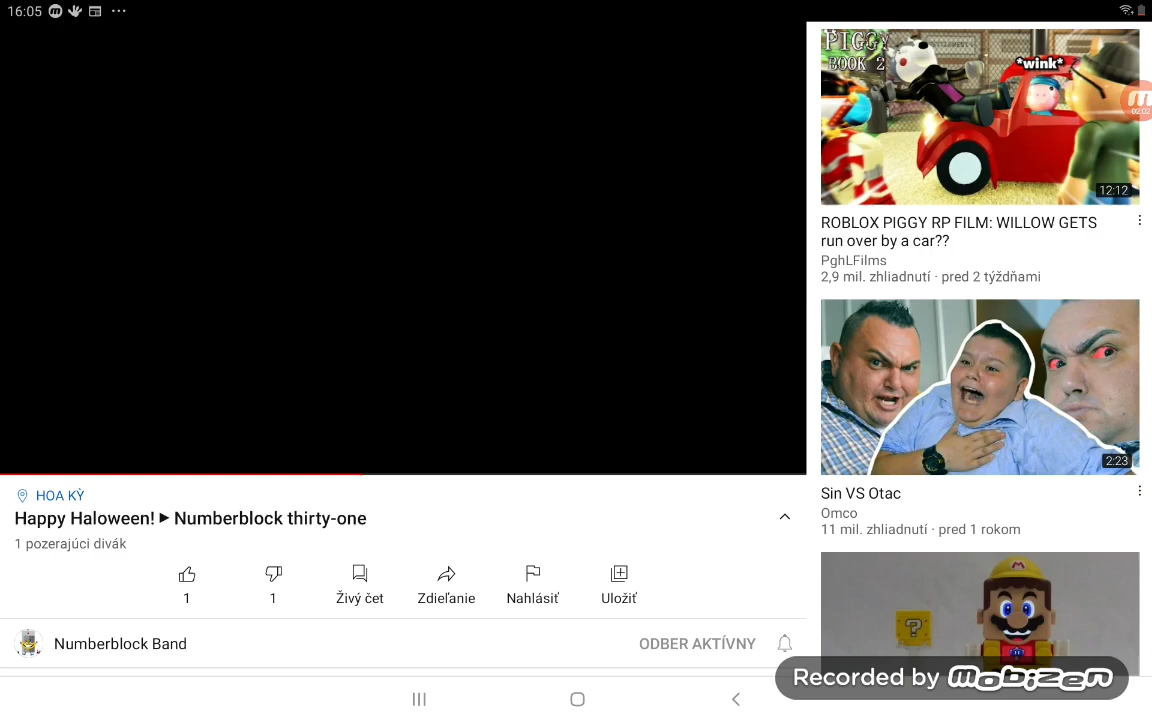 16:05
PIGGY
BOOK 2
*wink*
02:02
12:12
ROBLOX PIGGY RP FILM: WILLOW GETS
run over by a car??
PghLFilms
2,9 mil. zhliadnutí · pred 2 týždňami
2:23
Sin VS Otac
Omco
11 mil. zhliadnutí · pred 1 rokom
HOA KỲ
Happy Haloween!►Numberblock thirty-one
1 pozerajúci divák
1
1
Živý čet
Zdieľanie
Nahlásiť
Uložiť
Numberblock Band
ODBER AKTÍVNY
Recorded by mobizen